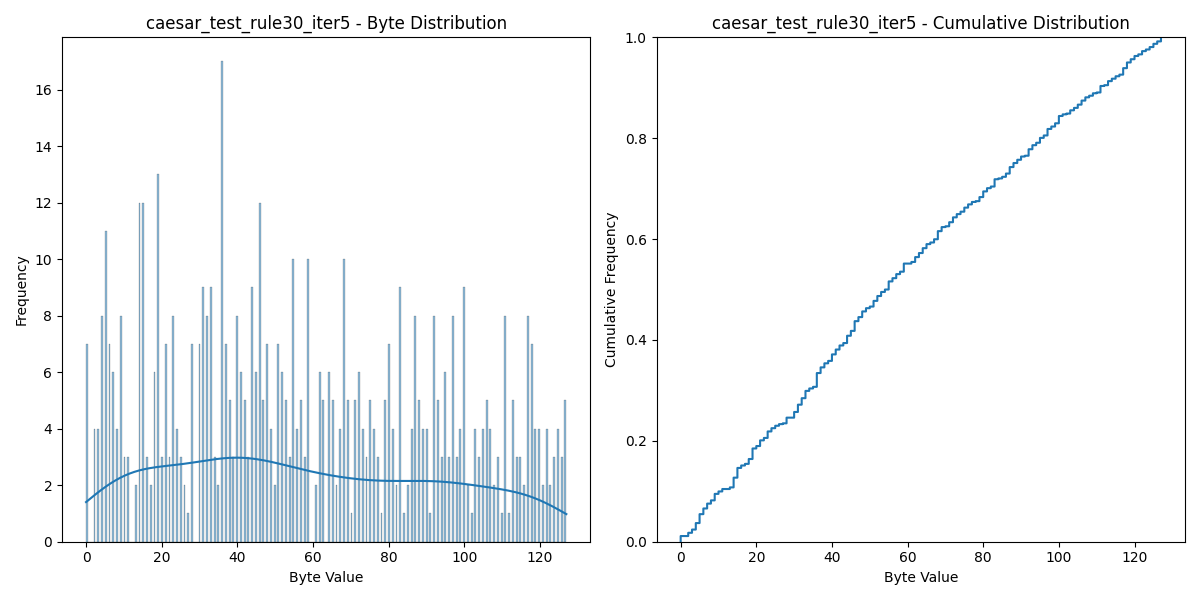 caesar_test_rule30_iter5 - Byte Distribution
Frequency
16
14
12
10
8
6
4
2
0
0 20 40 60 80 100 120
Byte Value
caesar_test_rule30_iter5 - Cumulative Distribution
Cumulative Frequency
1.0
0.8
0.6
0.4
0.2
0.0
0 20 40 60 80 100 120
Byte Value